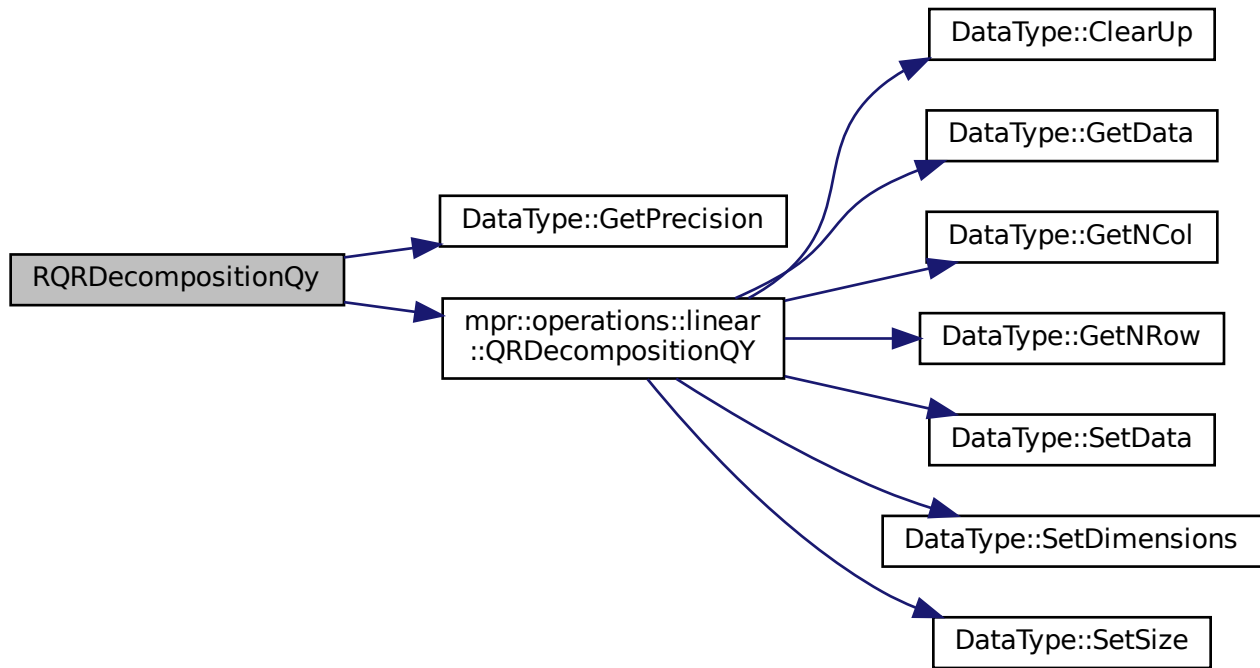 RQRDecompositionQy
DataType::GetPrecision
mpr::operations::linear
::QRDecompositionQY
DataType::ClearUp
DataType::GetData
DataType::GetNCol
DataType::GetNRow
DataType::SetData
DataType::SetDimensions
DataType::SetSize